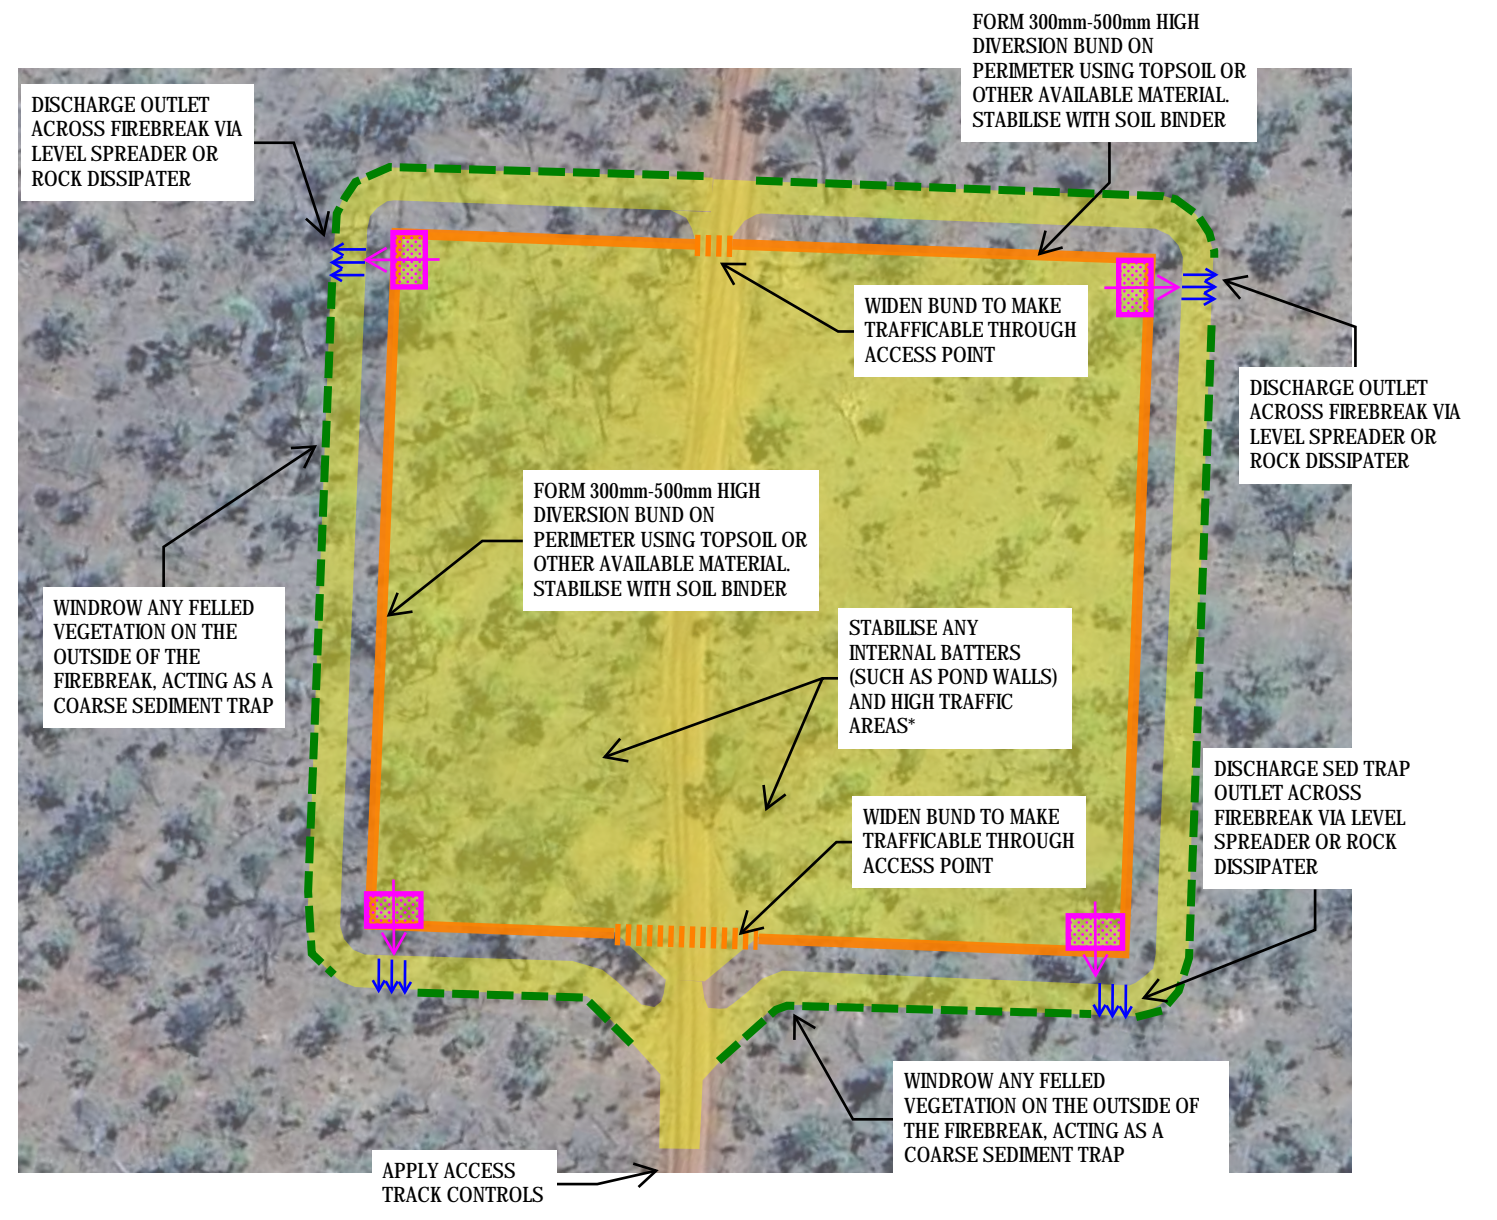 FORM 300mm-500mm HIGH
DIVERSION BUND ON
PERIMETER USING TOPSOIL OR
OTHER AVAILABLE MATERIAL.
STABILISE WITH SOIL BINDER
DISCHARGE OUTLET
ACROSS FIREBREAK VIA
LEVEL SPREADER OR
ROCK DISSIPATER
WIDEN BUND TO MAKE
TRAFFICABLE THROUGH
ACCESS POINT
DISCHARGE OUTLET
ACROSS FIREBREAK VIA
LEVEL SPREADER OR
ROCK DISSIPATER
FORM 300mm-500mm HIGH
DIVERSION BUND ON
PERIMETER USING TOPSOIL OR
OTHER AVAILABLE MATERIAL.
STABILISE WITH SOIL BINDER
WINDROW ANY FELLED
VEGETATION ON THE
OUTSIDE OF THE
FIREBREAK, ACTING AS A
COARSE SEDIMENT TRAP
STABILISE ANY
INTERNAL BATTERS
(SUCH AS POND WALLS)
AND HIGH TRAFFIC
AREAS*
DISCHARGE SED TRAP
OUTLET ACROSS
FIREBREAK VIA LEVEL
SPREADER OR ROCK
DISSIPATER
WIDEN BUND TO MAKE
TRAFFICABLE THROUGH
ACCESS POINT
WINDROW ANY FELLED
VEGETATION ON THE OUTSIDE OF
THE FIREBREAK, ACTING AS A
COARSE SEDIMENT TRAP
APPLY ACCESS
TRACK CONTROLS